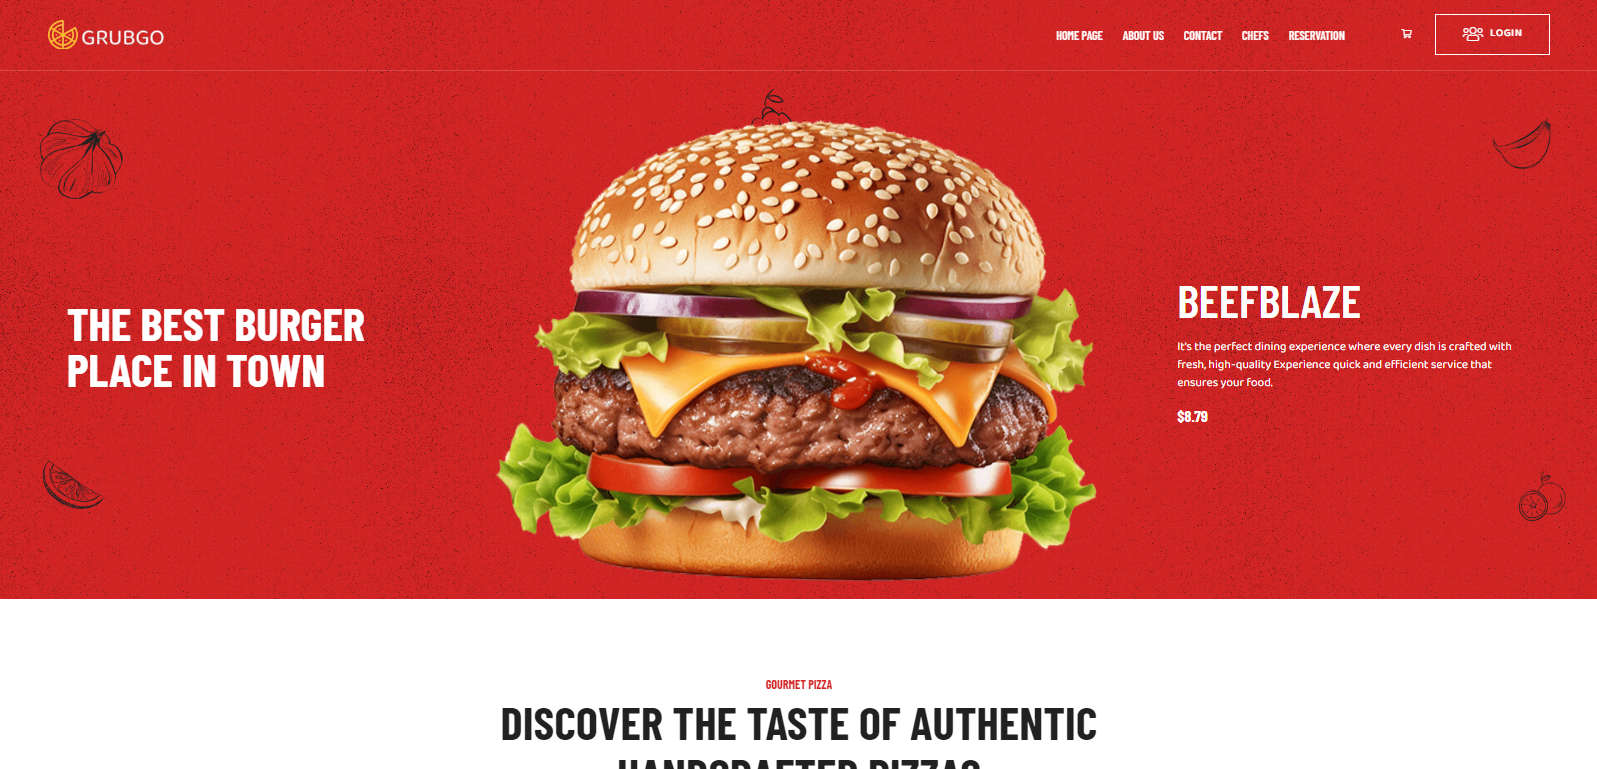 GRUBGO
HOME PAGE
ABOUT US
CONTACT
CHEFS
RESERVATION
LOGIN
THE BEST BURGER
PLACE IN TOWN
BEEFBLAZE
It's the perfect dining experience where every dish is crafted with
fresh, high-quality Experience quick and efficient service that
ensures your food.
$8.79
GOURMET PIZZA
DISCOVER THE TASTE OF AUTHENTIC
HANDCRAFTED PIZZAS